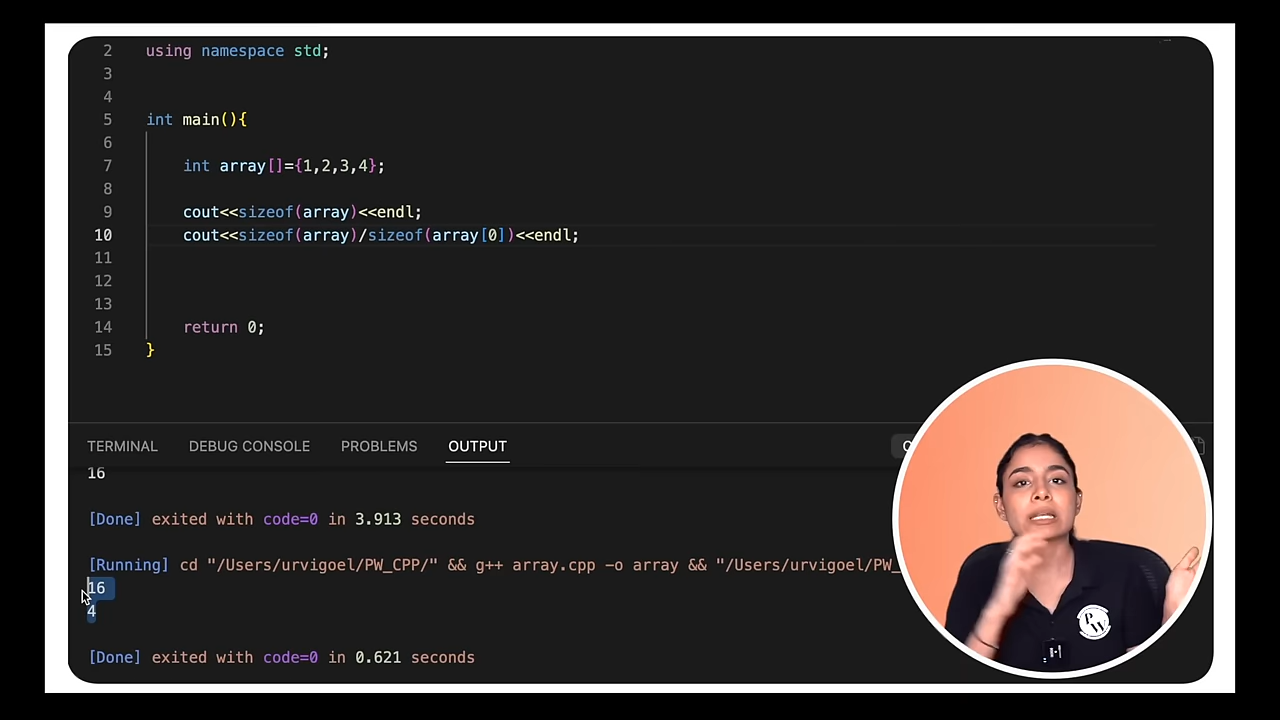 2 using namespace std;
3
4
5 int main(){
6
7 int array[]={1,2,3,4};
8
9 cout<<sizeof(array)<<endl;
10 cout<<sizeof(array)/sizeof(array[0])<<endl;
11
12
13
14 return 0;
15 }
TERMINAL DEBUG CONSOLE PROBLEMS OUTPUT
16
[Done] exited with code=0 in 3.913 seconds
[Running] cd "/Users/urvigoel/PW_CPP/" && g++ array.cpp -o array && "/Users/urvigoel/PW_
16
4
[Done] exited with code=0 in 0.621 seconds
PW